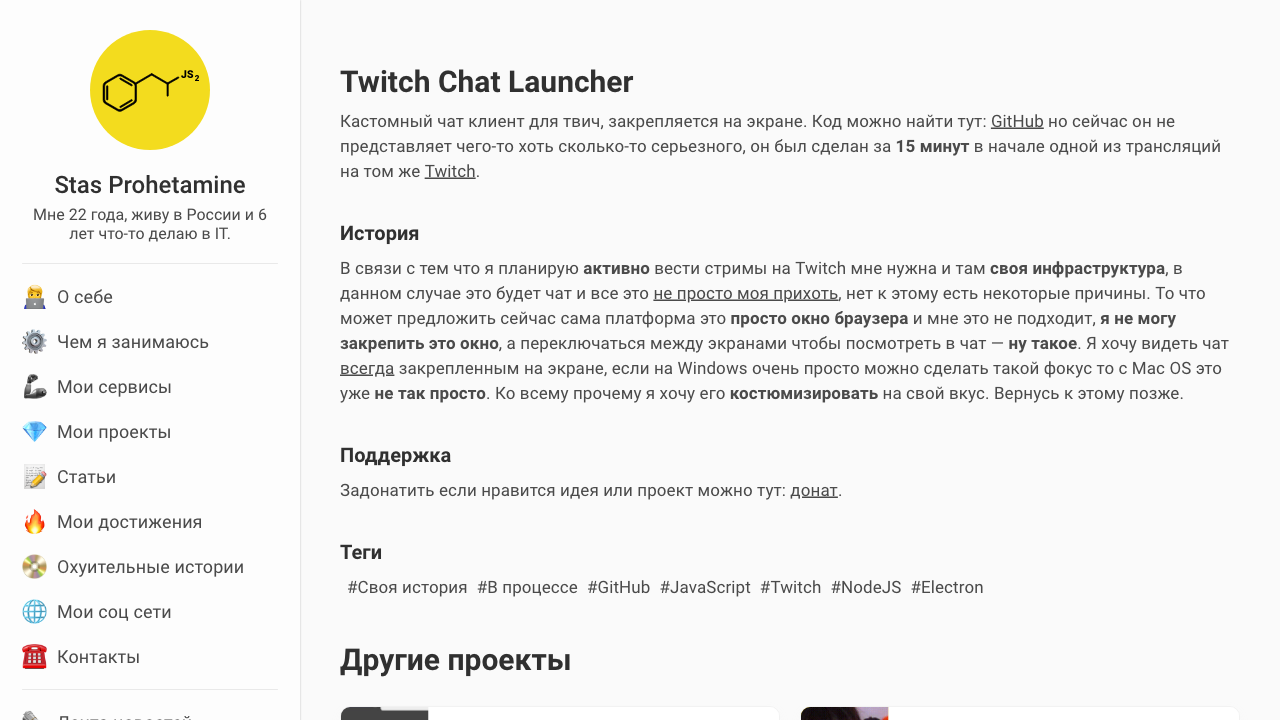 JS2
Stas Prohetamine
Мне 22 года, живу в России и 6
лет что-то делаю в IT.
О себе
Чем я занимаюсь
Мои сервисы
Мои проекты
Статьи
Мои достижения
Охуительные истории
Мои соц сети
Контакты
Twitch Chat Launcher
Кастомный чат клиент для твич, закрепляется на экране. Код можно найти тут: GitHub но сейчас он не
представляет чего-то хоть сколько-то серьезного, он был сделан за 15 минут в начале одной из трансляций
на том же Twitch.
История
В связи с тем что я планирую активно вести стримы на Twitch мне нужна и там своя инфраструктура, в
данном случае это будет чат и все это не просто моя прихоть, нет к этому есть некоторые причины. То что
может предложить сейчас сама платформа это просто окно браузера и мне это не подходит, я не могу
закрепить это окно, а переключаться между экранами чтобы посмотреть в чат — ну такое. Я хочу видеть чат
всегда закрепленным на экране, если на Windows очень просто можно сделать такой фокус то с Mac OS это
уже не так просто. Ко всему прочему я хочу его костюмизировать на свой вкус. Вернусь к этому позже.
Поддержка
Задонатить если нравится идея или проект можно тут: донат.
Теги
#Своя история #В процессе #GitHub #JavaScript #Twitch #NodeJS #Electron
Другие проекты